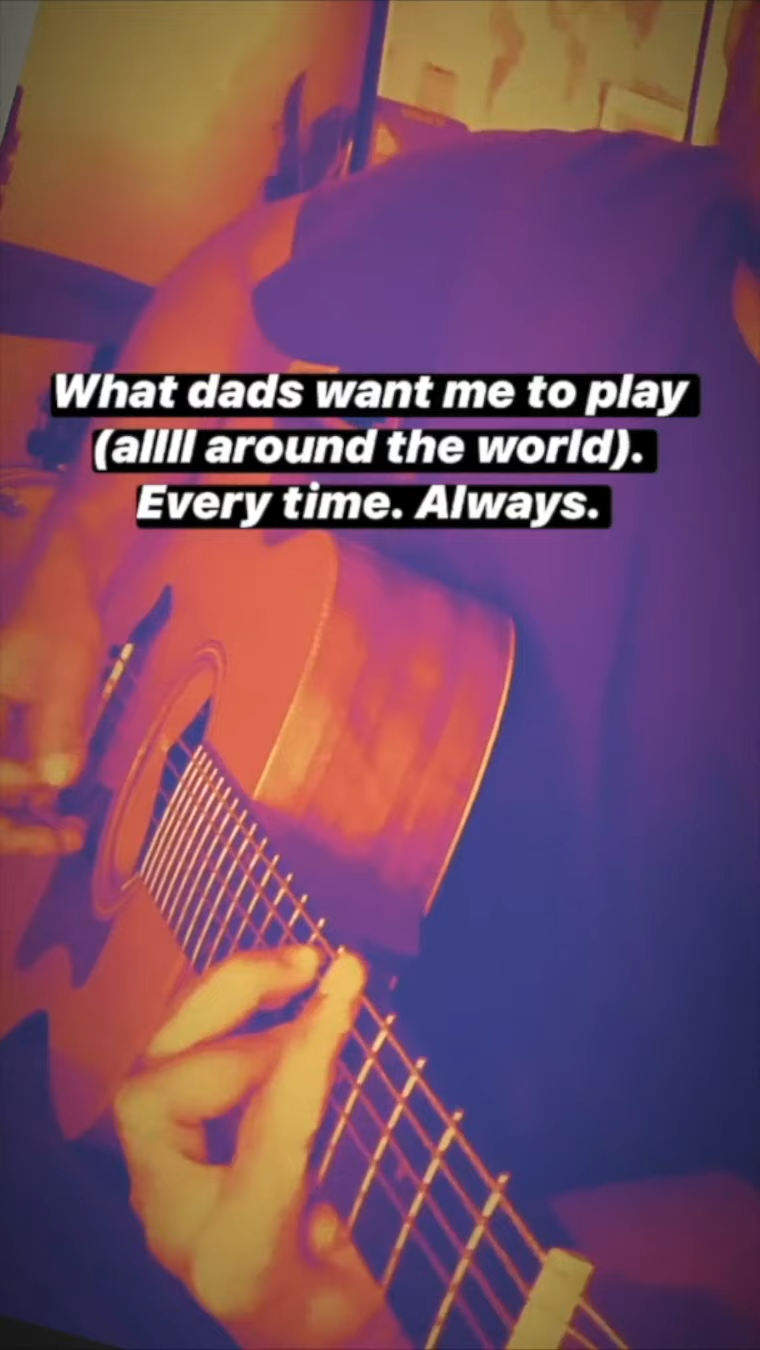 What dads want me to play
(allll around the world).
Every time. Always.